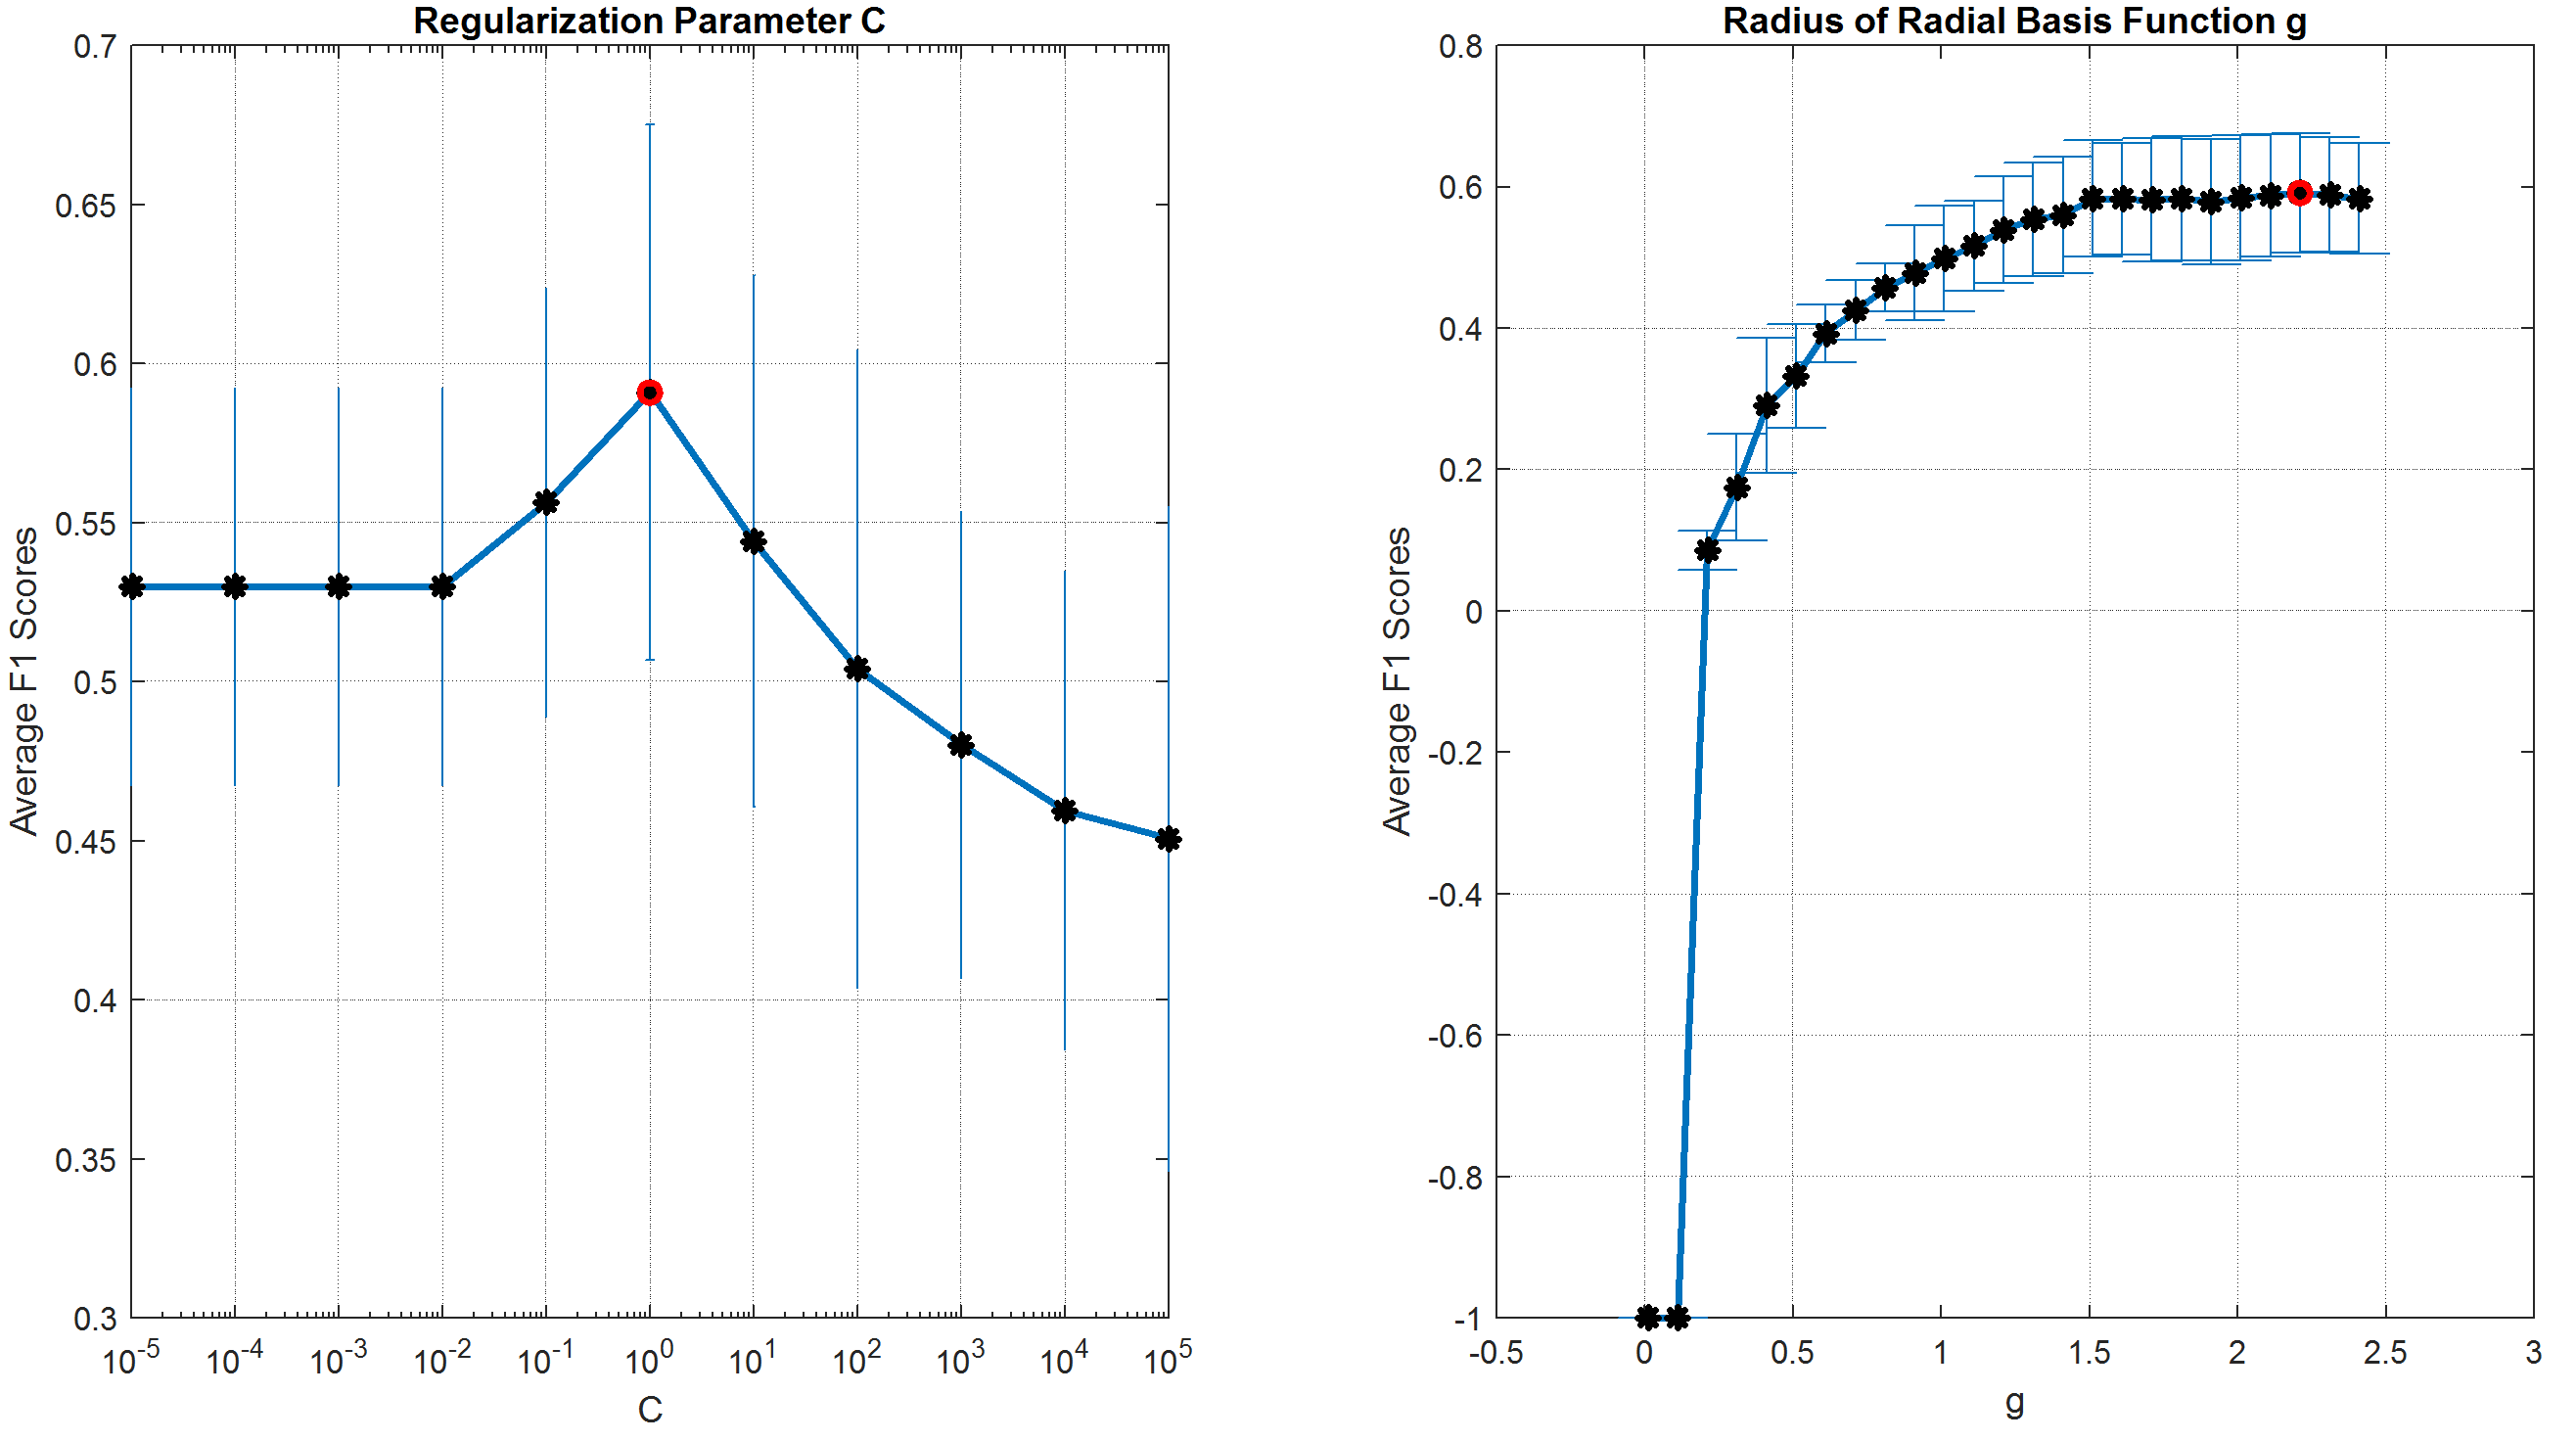 Regularization Parameter C
0.7
0.65
0.6
0.55
0.5
0.45
0.4
0.35
0.3
Average F1 Scores
10^-5 10^-4 10^-3 10^-2 10^-1 10^0 10^1 10^2 10^3 10^4 10^5
C
Radius of Radial Basis Function g
0.8
0.6
0.4
0.2
0
-0.2
-0.4
-0.6
-0.8
-1
Average F1 Scores
-0.5 0 0.5 1 1.5 2 2.5 3
g